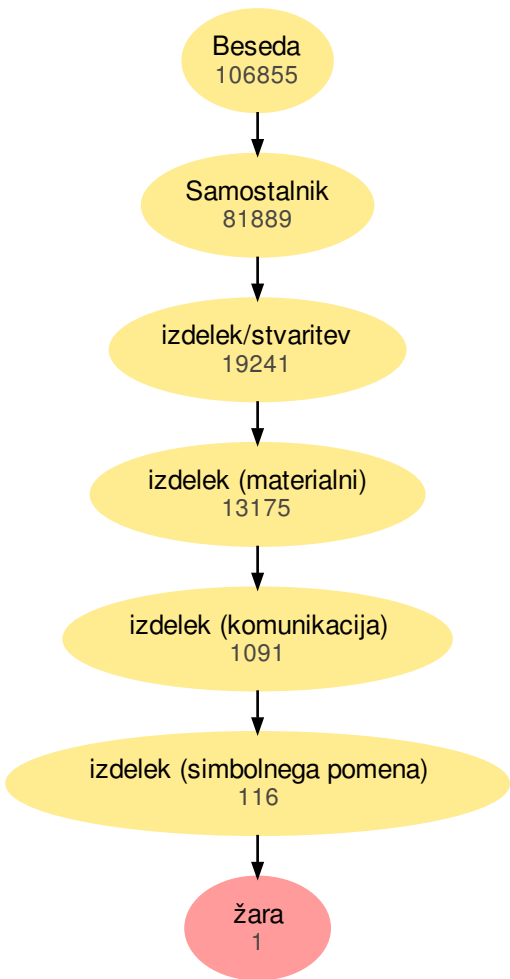 Beseda
106855
Samostalnik
81889
izdelek/stvaritev
19241
izdelek (materialni)
13175
izdelek (komunikacija)
1091
izdelek (simbolnega pomena)
116
žara
1